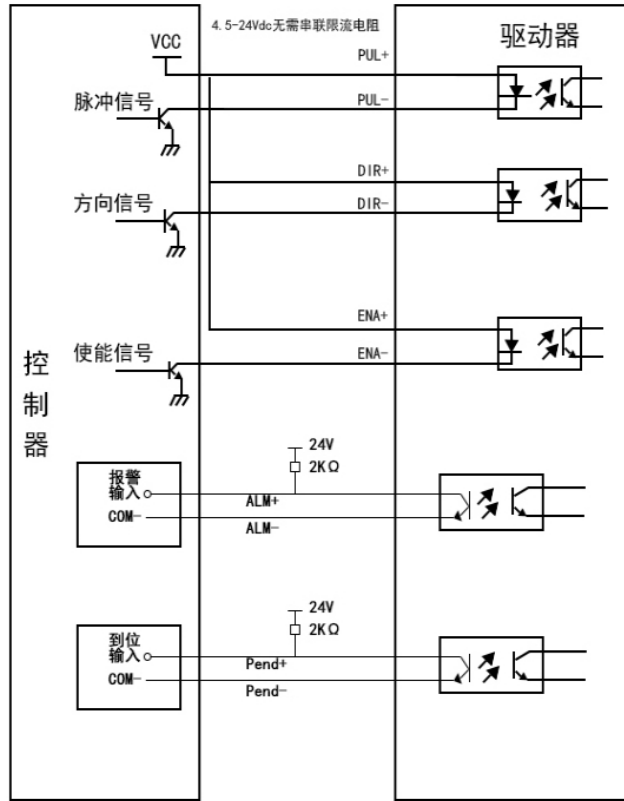 4.5-24Vdc无需串联限流电阻
驱动器
VCC
PUL+
脉冲信号
PUL-
DIR+
方向信号
DIR-
ENA+
使能信号
ENA-
控制器
24V
2KΩ
报警
输入
ALM+
COM-
ALM-
24V
2KΩ
到位
输入
Pend+
COM-
Pend-